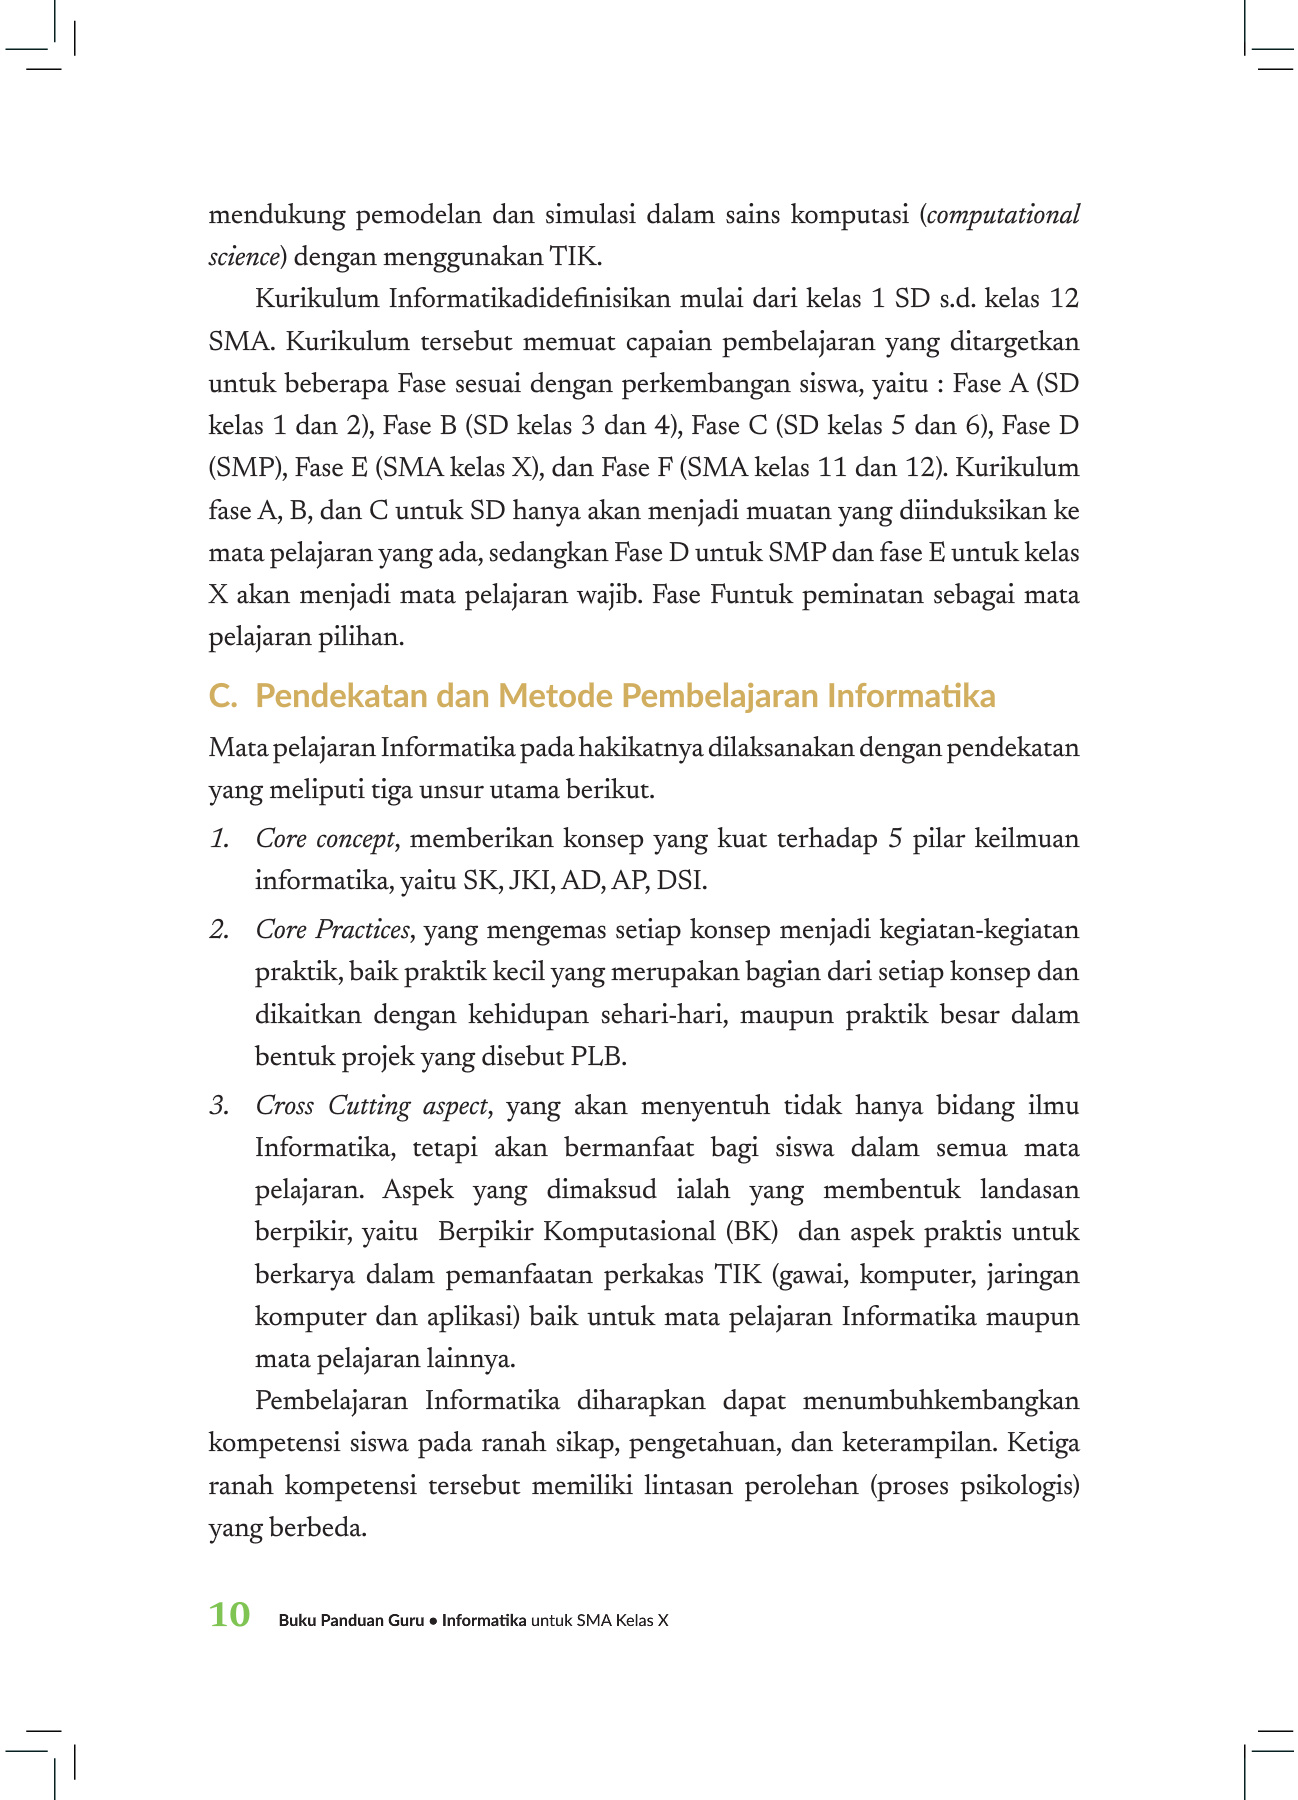 mendukung pemodelan dan simulasi dalam sains komputasi (computational
science) dengan menggunakan TIK.
Kurikulum Informatikadidefinisikan mulai dari kelas 1 SD s.d. kelas 12
SMA. Kurikulum tersebut memuat capaian pembelajaran yang ditargetkan
untuk beberapa Fase sesuai dengan perkembangan siswa, yaitu : Fase A (SD
kelas 1 dan 2), Fase B (SD kelas 3 dan 4), Fase C (SD kelas 5 dan 6), Fase D
(SMP), Fase E (SMA kelas X), dan Fase F (SMA kelas 11 dan 12). Kurikulum
fase A, B, dan C untuk SD hanya akan menjadi muatan yang diinduksikan ke
mata pelajaran yang ada, sedangkan Fase D untuk SMP dan fase E untuk kelas
X akan menjadi mata pelajaran wajib. Fase Funtuk peminatan sebagai mata
pelajaran pilihan.
C. Pendekatan dan Metode Pembelajaran Informatika
Mata pelajaran Informatika pada hakikatnya dilaksanakan dengan pendekatan
yang meliputi tiga unsur utama berikut.
1. Core concept, memberikan konsep yang kuat terhadap 5 pilar keilmuan
informatika, yaitu SK, JKI, AD, AP, DSI.
2. Core Practices, yang mengemas setiap konsep menjadi kegiatan-kegiatan
praktik, baik praktik kecil yang merupakan bagian dari setiap konsep dan
dikaitkan dengan kehidupan sehari-hari, maupun praktik besar dalam
bentuk projek yang disebut PLB.
3. Cross Cutting aspect, yang akan menyentuh tidak hanya bidang ilmu
Informatika, tetapi akan bermanfaat bagi siswa dalam semua mata
pelajaran. Aspek yang dimaksud ialah yang membentuk landasan
berpikir, yaitu Berpikir Komputasional (BK) dan aspek praktis untuk
berkarya dalam pemanfaatan perkakas TIK (gawai, komputer, jaringan
komputer dan aplikasi) baik untuk mata pelajaran Informatika maupun
mata pelajaran lainnya.
Pembelajaran Informatika diharapkan dapat menumbuhkembangkan
kompetensi siswa pada ranah sikap, pengetahuan, dan keterampilan. Ketiga
ranah kompetensi tersebut memiliki lintasan perolehan (proses psikologis)
yang berbeda.
10 Buku Panduan Guru • Informatika untuk SMA Kelas X